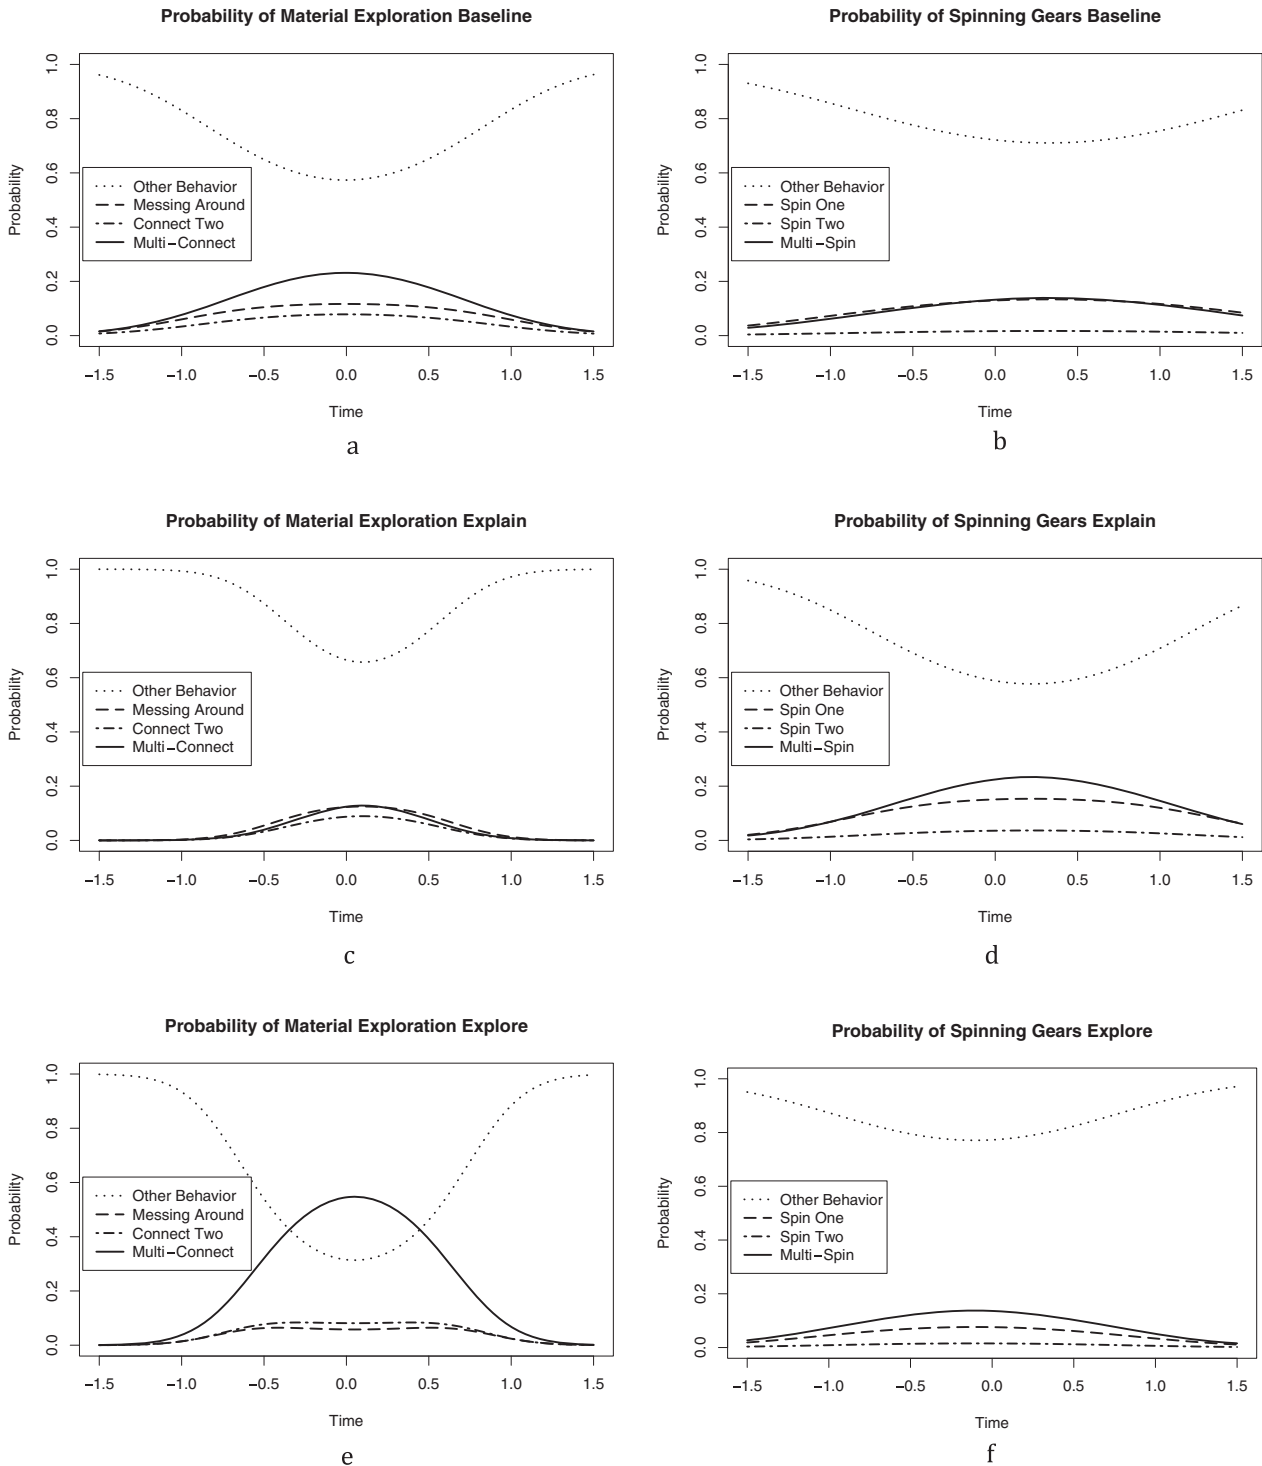 Probability of Material Exploration Baseline
Probability
1.0
0.8
0.6
0.4
0.2
0.0
Other Behavior
Messing Around
Connect Two
Multi−Connect
−1.5 −1.0 −0.5 0.0 0.5 1.0 1.5
Time
a
Probability of Spinning Gears Baseline
Probability
1.0
0.8
0.6
0.4
0.2
0.0
Other Behavior
Spin One
Spin Two
Multi−Spin
−1.5 −1.0 −0.5 0.0 0.5 1.0 1.5
Time
b
Probability of Material Exploration Explain
Probability
1.0
0.8
0.6
0.4
0.2
0.0
Other Behavior
Messing Around
Connect Two
Multi−Connect
−1.5 −1.0 −0.5 0.0 0.5 1.0 1.5
Time
c
Probability of Spinning Gears Explain
Probability
1.0
0.8
0.6
0.4
0.2
0.0
Other Behavior
Spin One
Spin Two
Multi−Spin
−1.5 −1.0 −0.5 0.0 0.5 1.0 1.5
Time
d
Probability of Material Exploration Explore
Probability
1.0
0.8
0.6
0.4
0.2
0.0
Other Behavior
Messing Around
Connect Two
Multi−Connect
−1.5 −1.0 −0.5 0.0 0.5 1.0 1.5
Time
e
Probability of Spinning Gears Explore
Probability
1.0
0.8
0.6
0.4
0.2
0.0
Other Behavior
Spin One
Spin Two
Multi−Spin
−1.5 −1.0 −0.5 0.0 0.5 1.0 1.5
Time
f